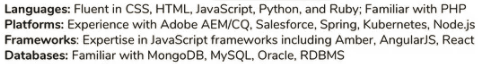 Languages: Fluent in CSS, HTML, JavaScript, Python, and Ruby; Familiar with PHP
Platforms: Experience with Adobe AEM/CQ, Salesforce, Spring, Kubernetes, Node.js
Frameworks: Expertise in JavaScript frameworks including Amber, AngularJS, React
Databases: Familiar with MongoDB, MySQL, Oracle, RDBMS